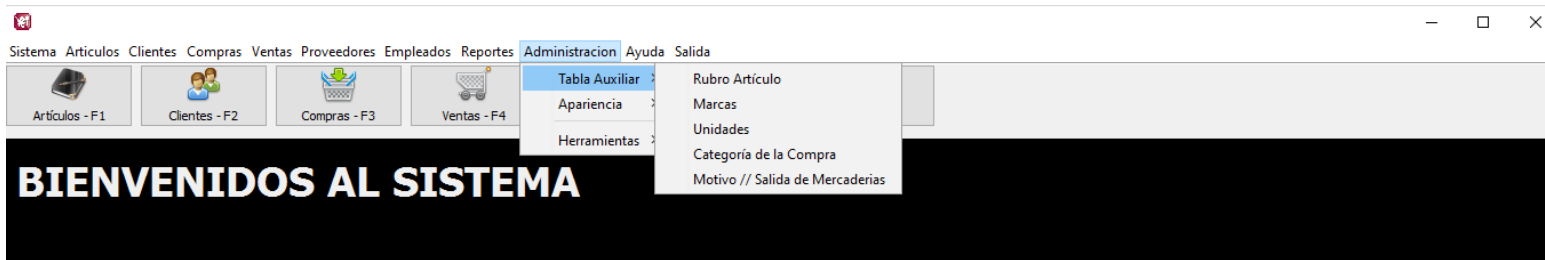 Sistema Articulos Clientes Compras Ventas Proveedores Empleados Reportes Administracion Ayuda Salida
Artículos - F1 Clientes - F2 Compras - F3 Ventas - F4
Tabla Auxiliar
Apariencia
Herramientas
Rubro Artículo
Marcas
Unidades
Categoría de la Compra
Motivo // Salida de Mercaderias
BIENVENIDOS AL SISTEMA